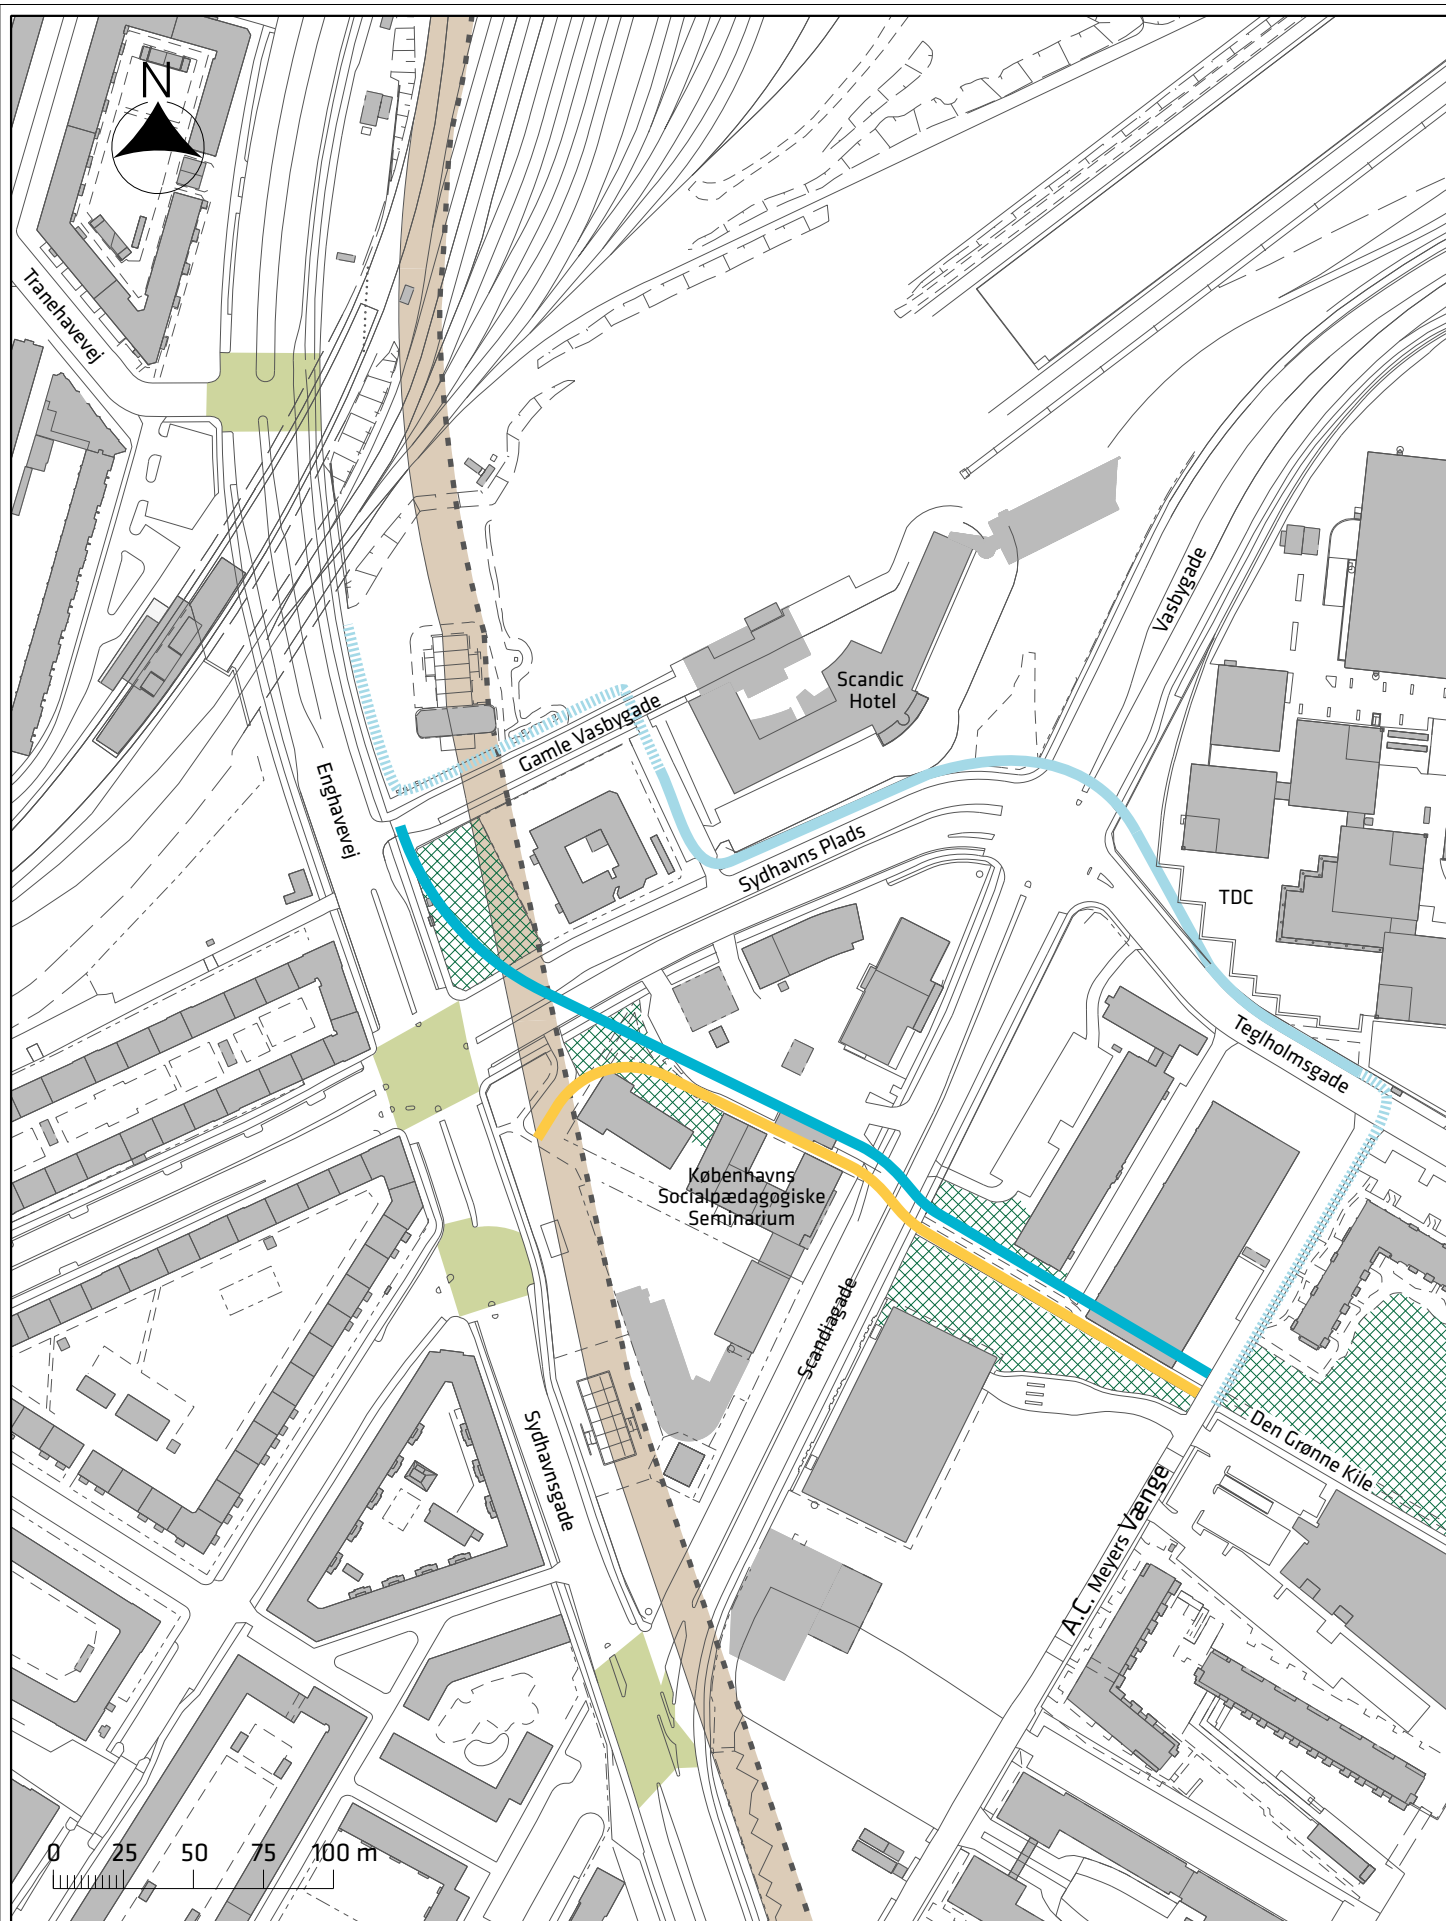 N
Tranehavevej
Vasbygade
Scandic
Hotel
Gamle Vasbygade
Enghavevej
Sydhavns Plads
TDC
Teglholmsgade
Københavns
Socialpædagogiske
Seminarium
Scandiagade
Sydhavnsgade
Den Grønne Kile
A.C. Meyers Vænge
0 25 50 75 100 m